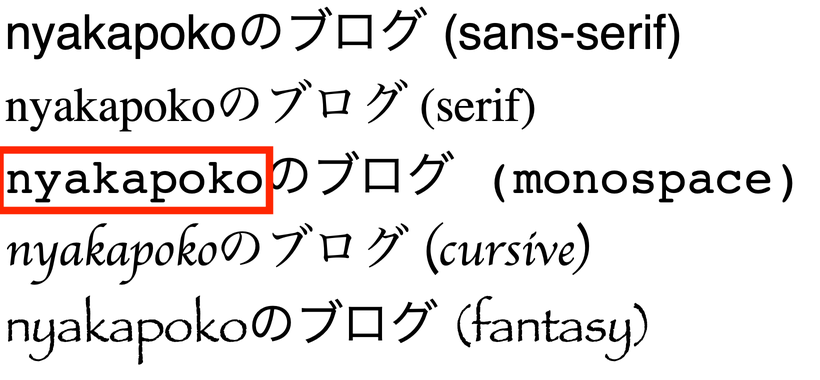 nyakapokoのブログ (sans-serif)
nyakapokoのブログ (serif)
nyakapokoのブログ (monospace)
nyakapokoのブログ (cursive)
nyakapokoのブログ (fantasy)